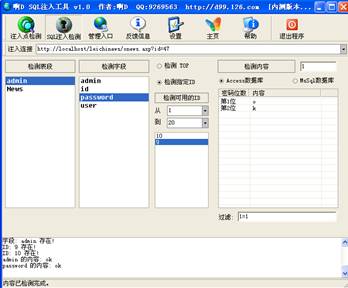 啊D SQL注入工具 v1.0 作者:啊D QQ:9269563 http://d99.126.com [内测版本...
注入点检测 SQL注入检测 管理入口 反馈信息 设置 主页 帮助 退出程序
注入连接 http://localhost/laichinews/snews.asp?id=47
检测表段 检测字段 检测 TOP 检测内容 1
admin admin 检测指定ID Access数据库 MsSql数据库
News id 检测可用的ID 密码位数 内容
password 从 1 第1位 o
user 到 20 第2位 k
10
9
过滤: 1=1
字段: admin 存在!
ID: 9 存在!
ID: 10 存在!
admin 的内容: ok
password 的内容: ok
内容已检测完成。